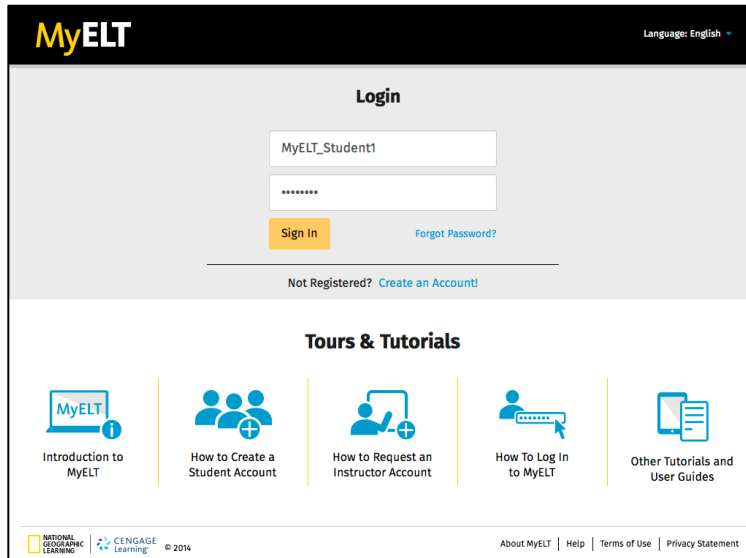 MyELT
Language: English
Login
MyELT_Student1
••••••••
Sign In
Forgot Password?
Not Registered? Create an Account!
Tours & Tutorials
MyELT
Introduction to
MyELT
How to Create a
Student Account
How to Request an
Instructor Account
How To Log In
to MyELT
Other Tutorials and
User Guides
NATIONAL
GEOGRAPHIC
LEARNING
CENGAGE
Learning®
© 2014
About MyELT | Help | Terms of Use | Privacy Statement